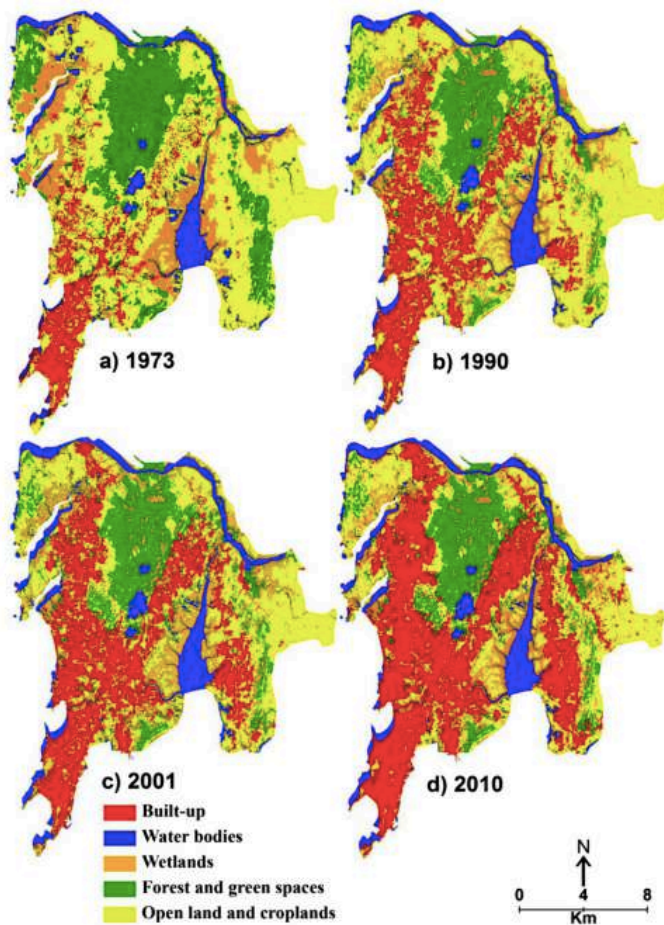 a) 1973
b) 1990
c) 2001
d) 2010
Built-up
Water bodies
Wetlands
Forest and green spaces
Open land and croplands
N
0 4 8
Km